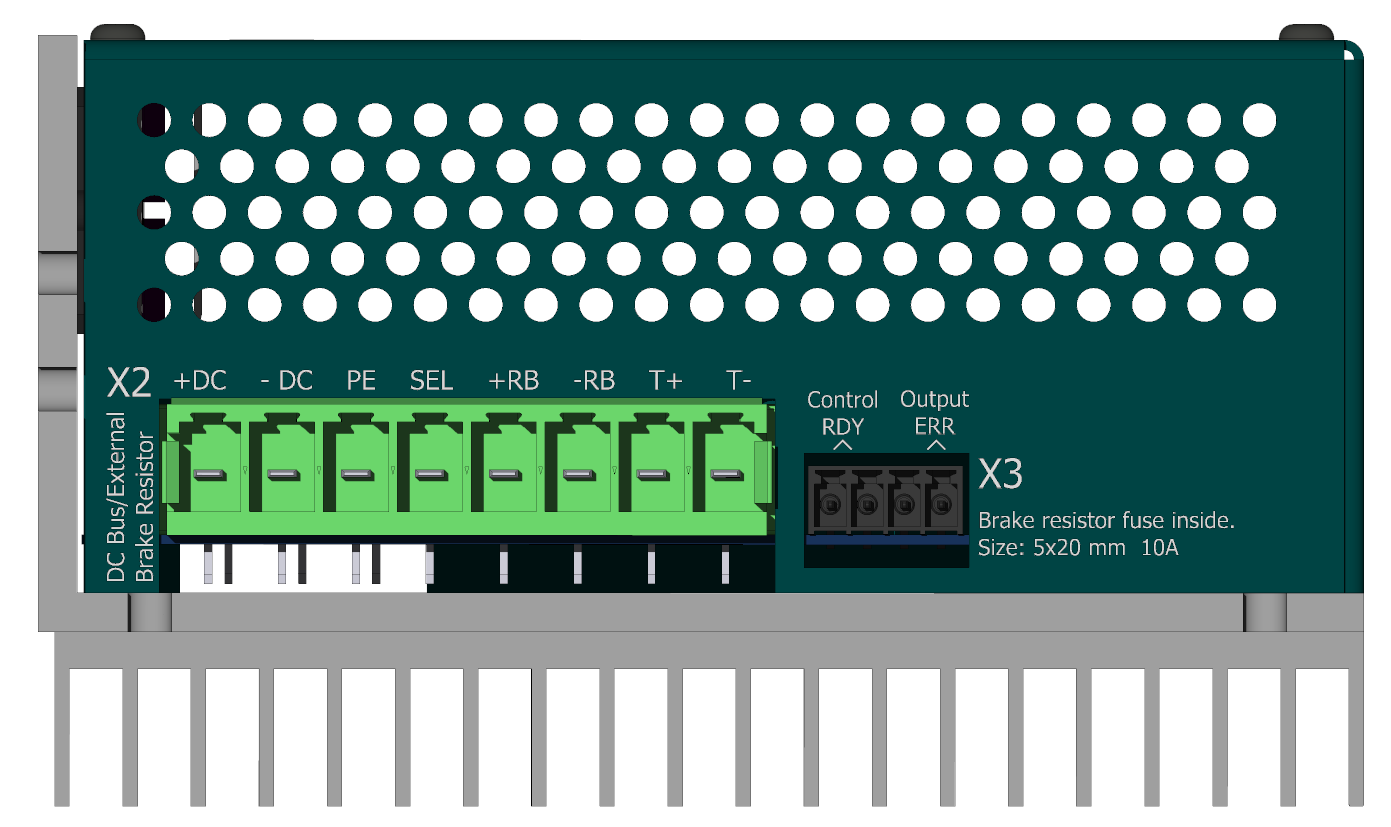 X2 +DC - DC PE SEL +RB -RB T+ T-
DC Bus/External
Brake Resistor
Control Output
RDY ERR
X3
Brake resistor fuse inside.
Size: 5x20 mm 10A